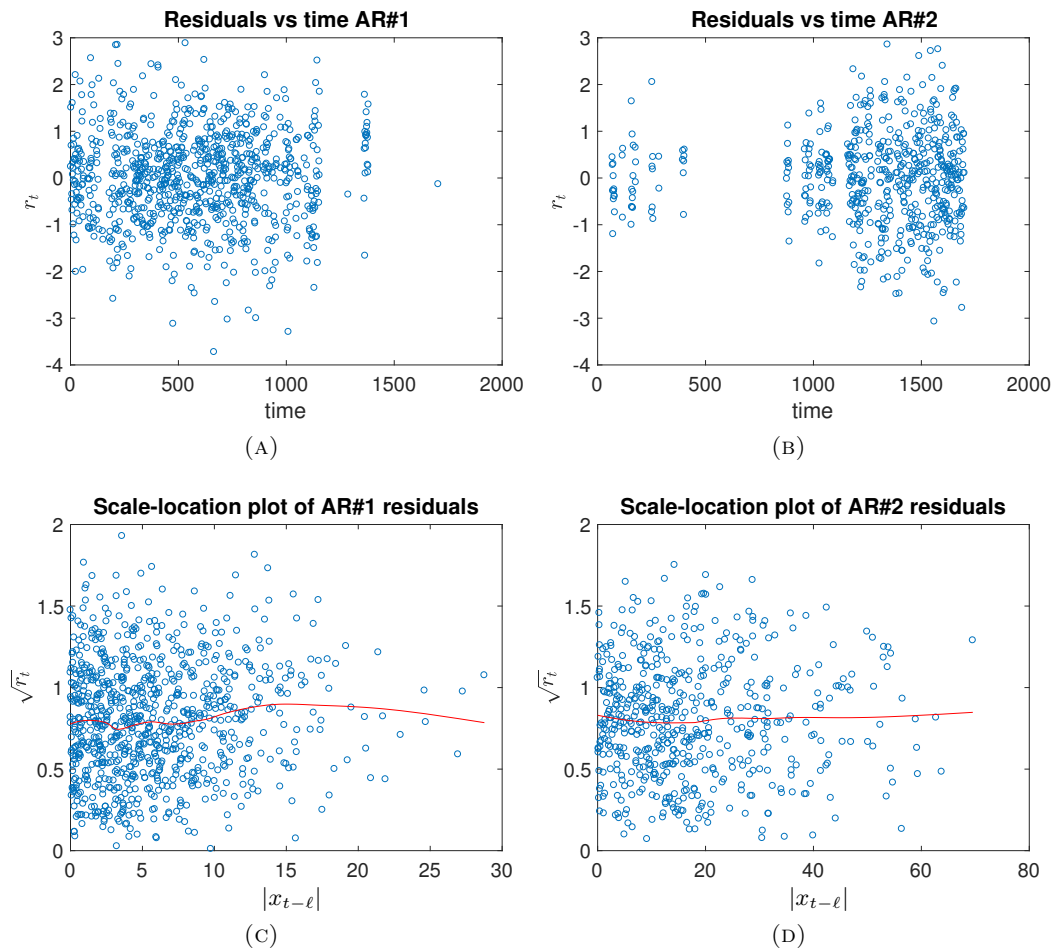 Residuals vs time AR#1
3
2
1
0
-1
-2
-3
-4
r_t
0 500 1000 1500 2000
time
(A)
Residuals vs time AR#2
3
2
1
0
-1
-2
-3
-4
r_t
0 500 1000 1500 2000
time
(B)
Scale-location plot of AR#1 residuals
2
1.5
1
0.5
0
√r_t
0 5 10 15 20 25 30
|x_{t−ℓ}|
(C)
Scale-location plot of AR#2 residuals
2
1.5
1
0.5
0
√r_t
0 20 40 60 80
|x_{t−ℓ}|
(D)